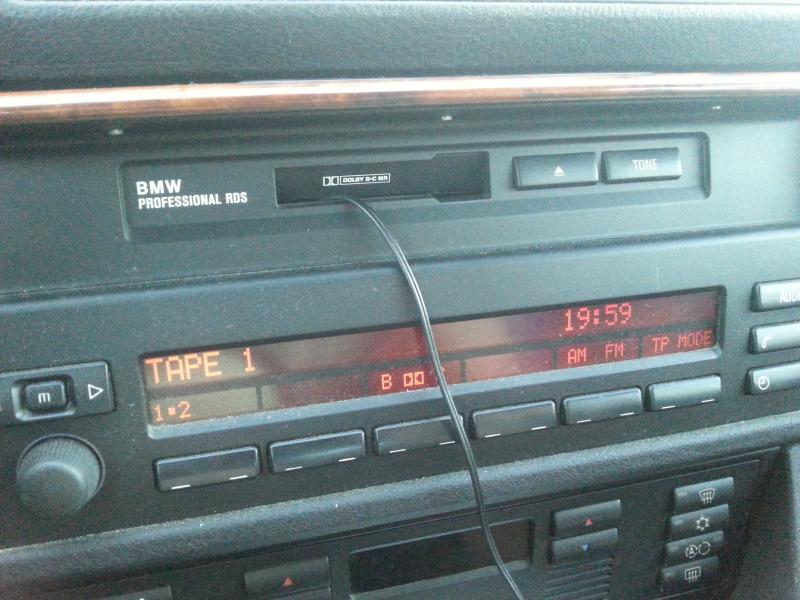 BMW
PROFESSIONAL RDS
DOLBY B-C NR
TONE
TAPE 1
19:59
1•2
B
AM FM
TP MODE
m